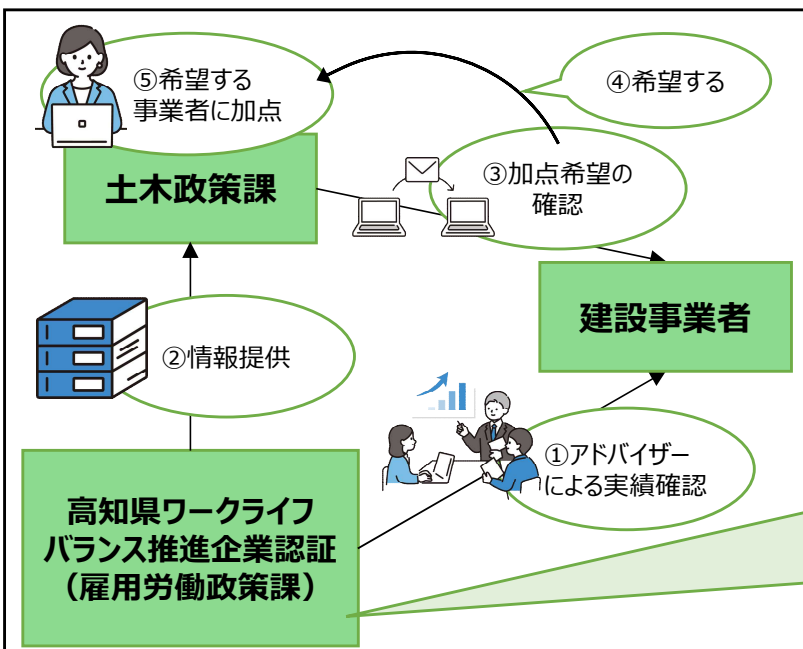 ⑤希望する
事業者に加点
④希望する
土木政策課
③加点希望の
確認
建設事業者
②情報提供
①アドバイザー
による実績確認
高知県ワークライフ
バランス推進企業認証
（雇用労働政策課）